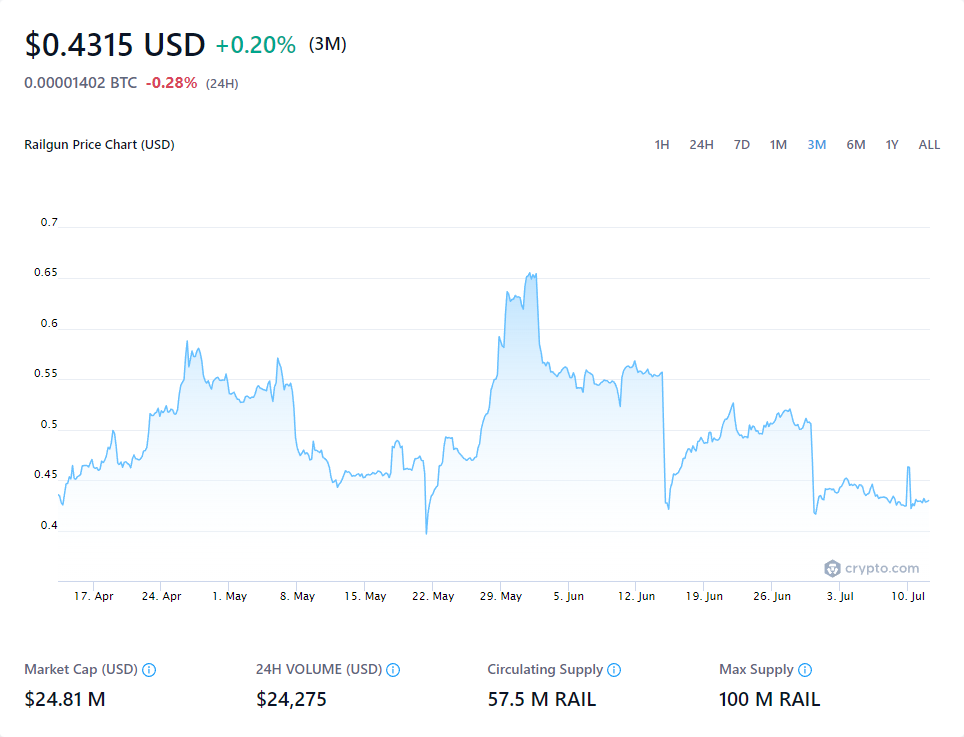 $0.4315 USD +0.20% (3M)
0.00001402 BTC -0.28% (24H)
Railgun Price Chart (USD) 1H 24H 7D 1M 3M 6M 1Y ALL
0.7
0.65
0.6
0.55
0.5
0.45
0.4
crypto.com
17. Apr 24. Apr 1. May 8. May 15. May 22. May 29. May 5. Jun 12. Jun 19. Jun 26. Jun 3. Jul 10. Jul
Market Cap (USD) 24H VOLUME (USD) Circulating Supply Max Supply
$24.81 M $24,275 57.5 M RAIL 100 M RAIL